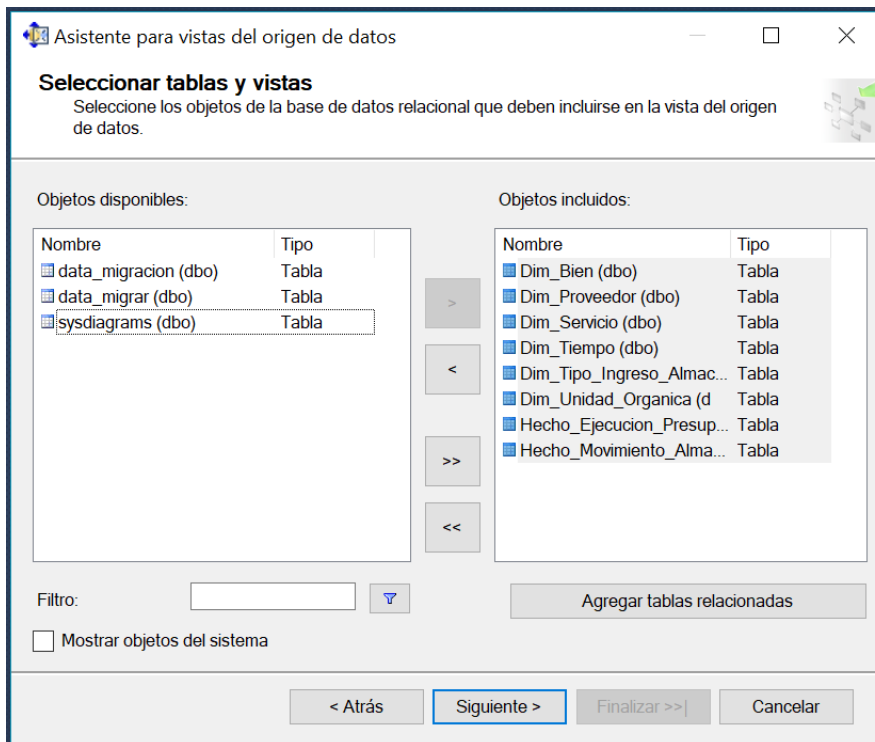 Asistente para vistas del origen de datos
Seleccionar tablas y vistas
Seleccione los objetos de la base de datos relacional que deben incluirse en la vista del origen
de datos.
Objetos disponibles:
Nombre Tipo
data_migracion (dbo) Tabla
data_migrar (dbo) Tabla
sysdiagrams (dbo) Tabla
>
<
>>
<<
Objetos incluidos:
Nombre Tipo
Dim_Bien (dbo) Tabla
Dim_Proveedor (dbo) Tabla
Dim_Servicio (dbo) Tabla
Dim_Tiempo (dbo) Tabla
Dim_Tipo_Ingreso_Almac... Tabla
Dim_Unidad_Organica (d Tabla
Hecho_Ejecucion_Presup... Tabla
Hecho_Movimiento_Alma... Tabla
Filtro:
Agregar tablas relacionadas
Mostrar objetos del sistema
< Atrás
Siguiente >
Finalizar >>|
Cancelar